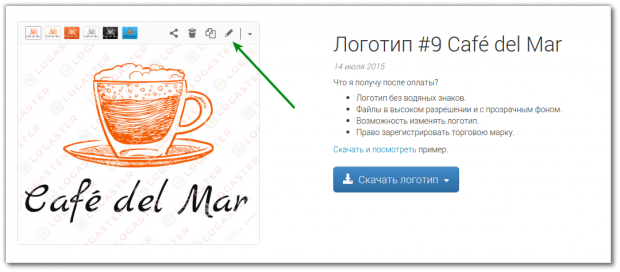 Логотип #9 Café del Mar
14 июля 2015
Что я получу после оплаты?
Логотип без водяных знаков.
Файлы в высоком разрешении и с прозрачным фоном.
Возможность изменять логотип.
Право зарегистрировать торговую марку.
Скачать и посмотреть пример.
Скачать логотип
Café del Mar
LOGASTER